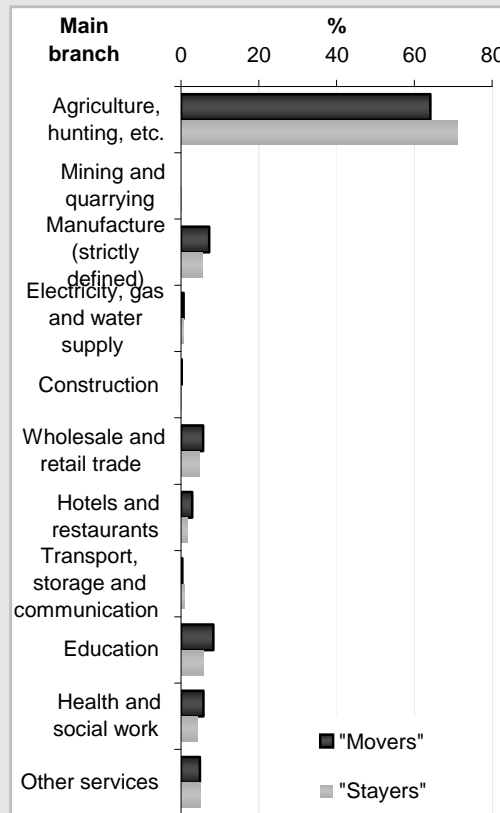 Main
branch
%
0 20 40 60 80
Agriculture,
hunting, etc.
Mining and
quarrying
Manufacture
(strictly
defined)
Electricity, gas
and water
supply
Construction
Wholesale and
retail trade
Hotels and
restaurants
Transport,
storage and
communication
Education
Health and
social work
Other services
"Movers"
"Stayers"